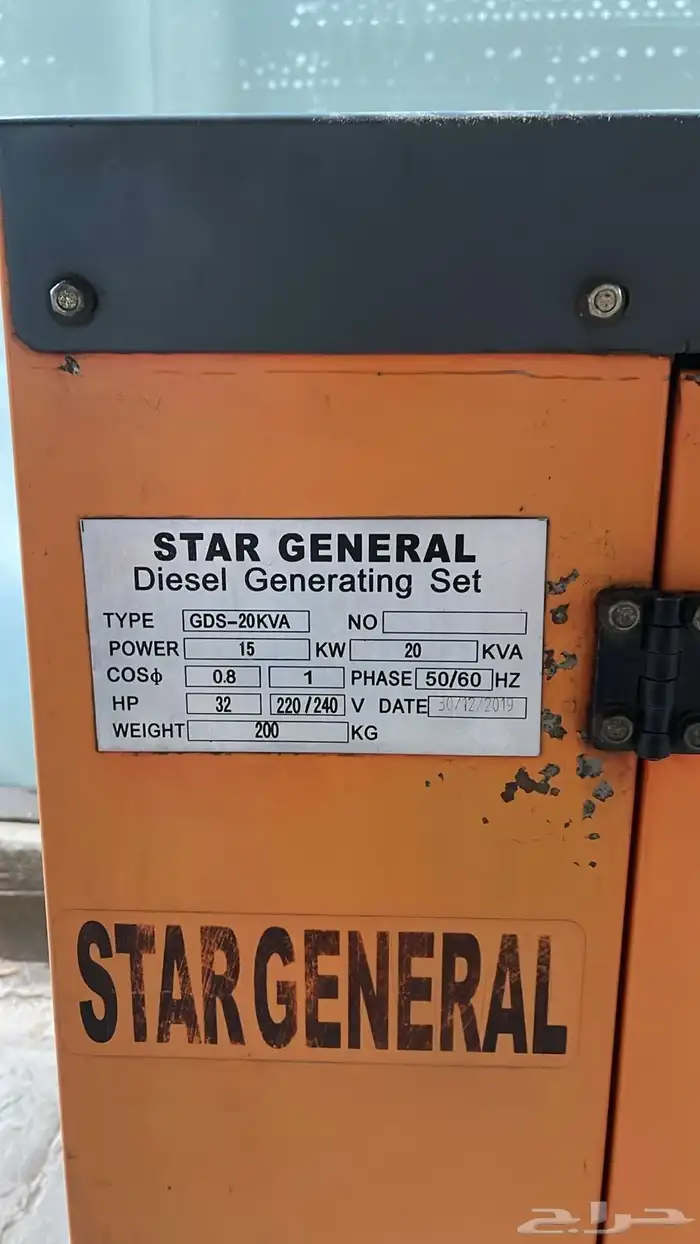 STAR GENERAL
Diesel Generating Set
TYPE GDS-20KVA NO
POWER 15 KW 20 KVA
COSϕ 0.8 1 PHASE 50/60 HZ
HP 32 220/240 V DATE 30/12/2019
WEIGHT 200 KG
STAR GENERAL
حراج